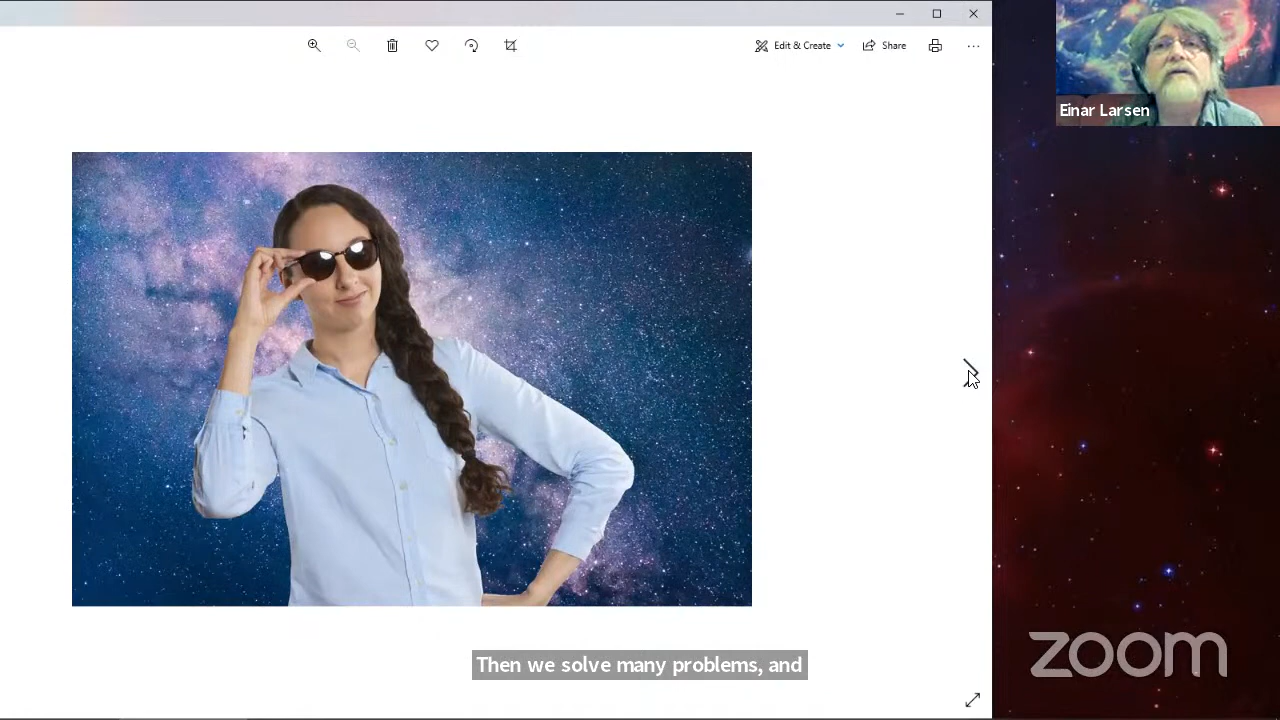 Edit & Create
Share
Einar Larsen
Then we solve many problems, and
zoom